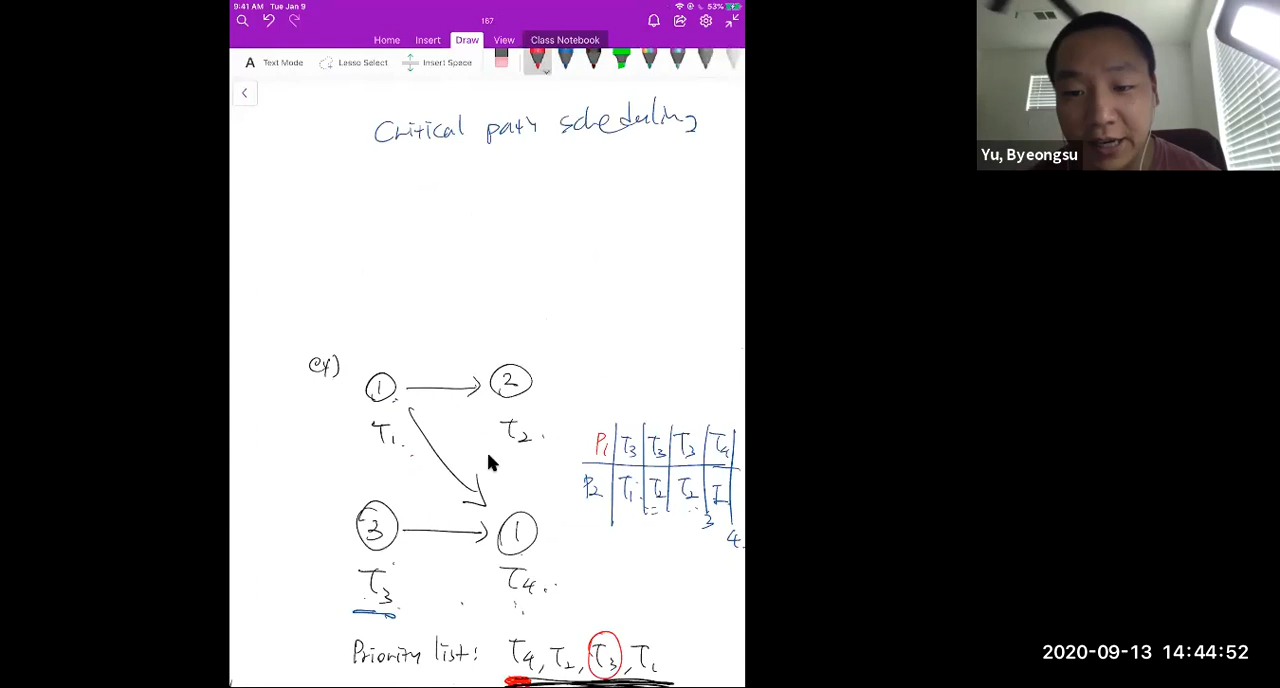 9:41 AM Tue Jan 9
53%
167
Home Insert Draw View Class Notebook
Text Mode Lasso Select Insert Space
Critical path scheduling
Yu, Byeongsu
ex)
1 2
T1. T2.
P1 T3 T3 T3 T4
P2 T1. T2 T2
3
4.
3 1
T3 T4.
Priority list: T4, T2, T3, T1
2020-09-13 14:44:52